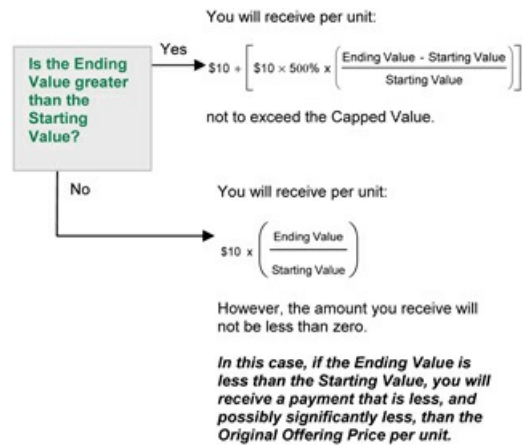 You will receive per unit:
Is the Ending
Value greater
than the
Starting
Value?
Yes
$10 + [ $10 × 500% x ( Ending Value - Starting Value
Starting Value ) ]
not to exceed the Capped Value.
No
You will receive per unit:
$10 x ( Ending Value
Starting Value )
However, the amount you receive will
not be less than zero.
In this case, if the Ending Value is
less than the Starting Value, you will
receive a payment that is less, and
possibly significantly less, than the
Original Offering Price per unit.